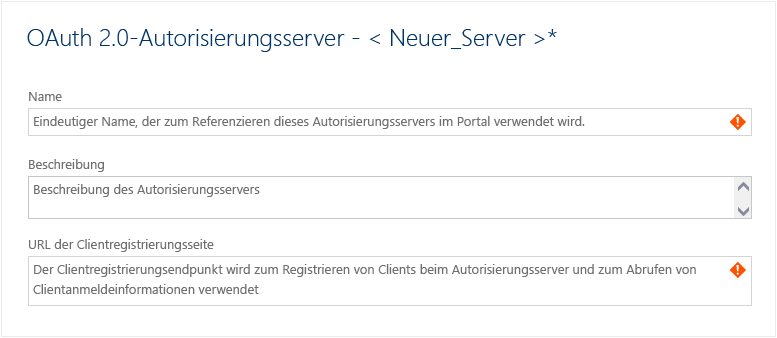 OAuth 2.0-Autorisierungsserver - < Neuer_Server >*
Name
Eindeutiger Name, der zum Referenzieren dieses Autorisierungsservers im Portal verwendet wird.
Beschreibung
Beschreibung des Autorisierungsservers
URL der Clientregistrierungsseite
Der Clientregistrierungsendpunkt wird zum Registrieren von Clients beim Autorisierungsserver und zum Abrufen von
Clientanmeldeinformationen verwendet